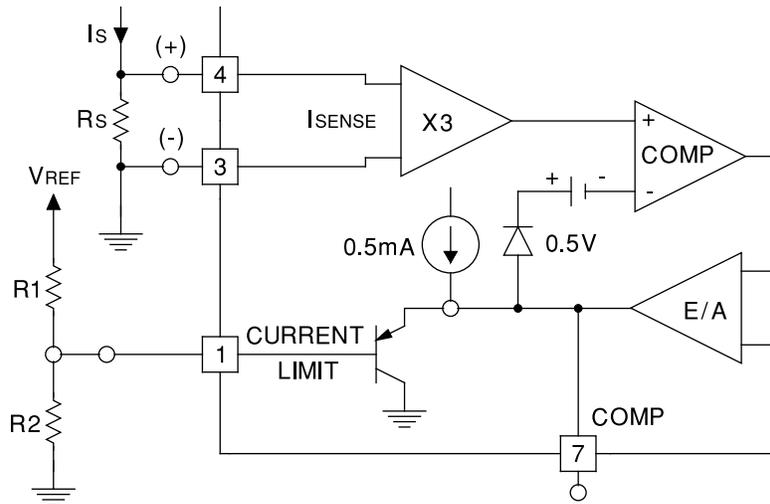 IS
(+)
4
RS
(-)
ISENSE
X3
+
COMP
-
3
VREF
+
-
0.5mA
0.5V
R1
E/A
1
CURRENT
LIMIT
R2
COMP
7